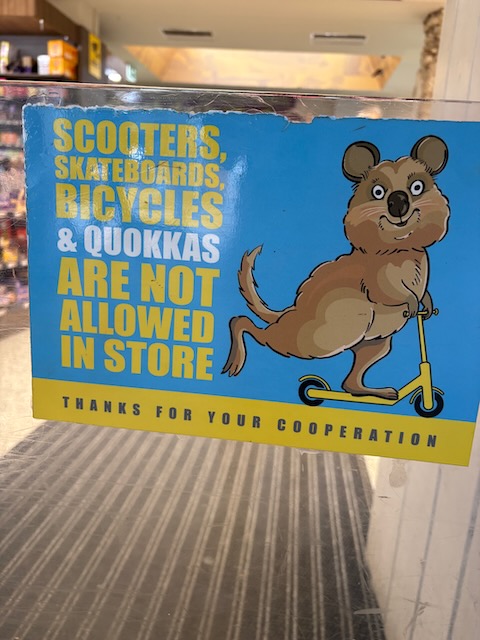 SCOOTERS,
SKATEBOARDS,
BICYCLES
& QUOKKAS
ARE NOT
ALLOWED
IN STORE
THANKS FOR YOUR COOPERATION